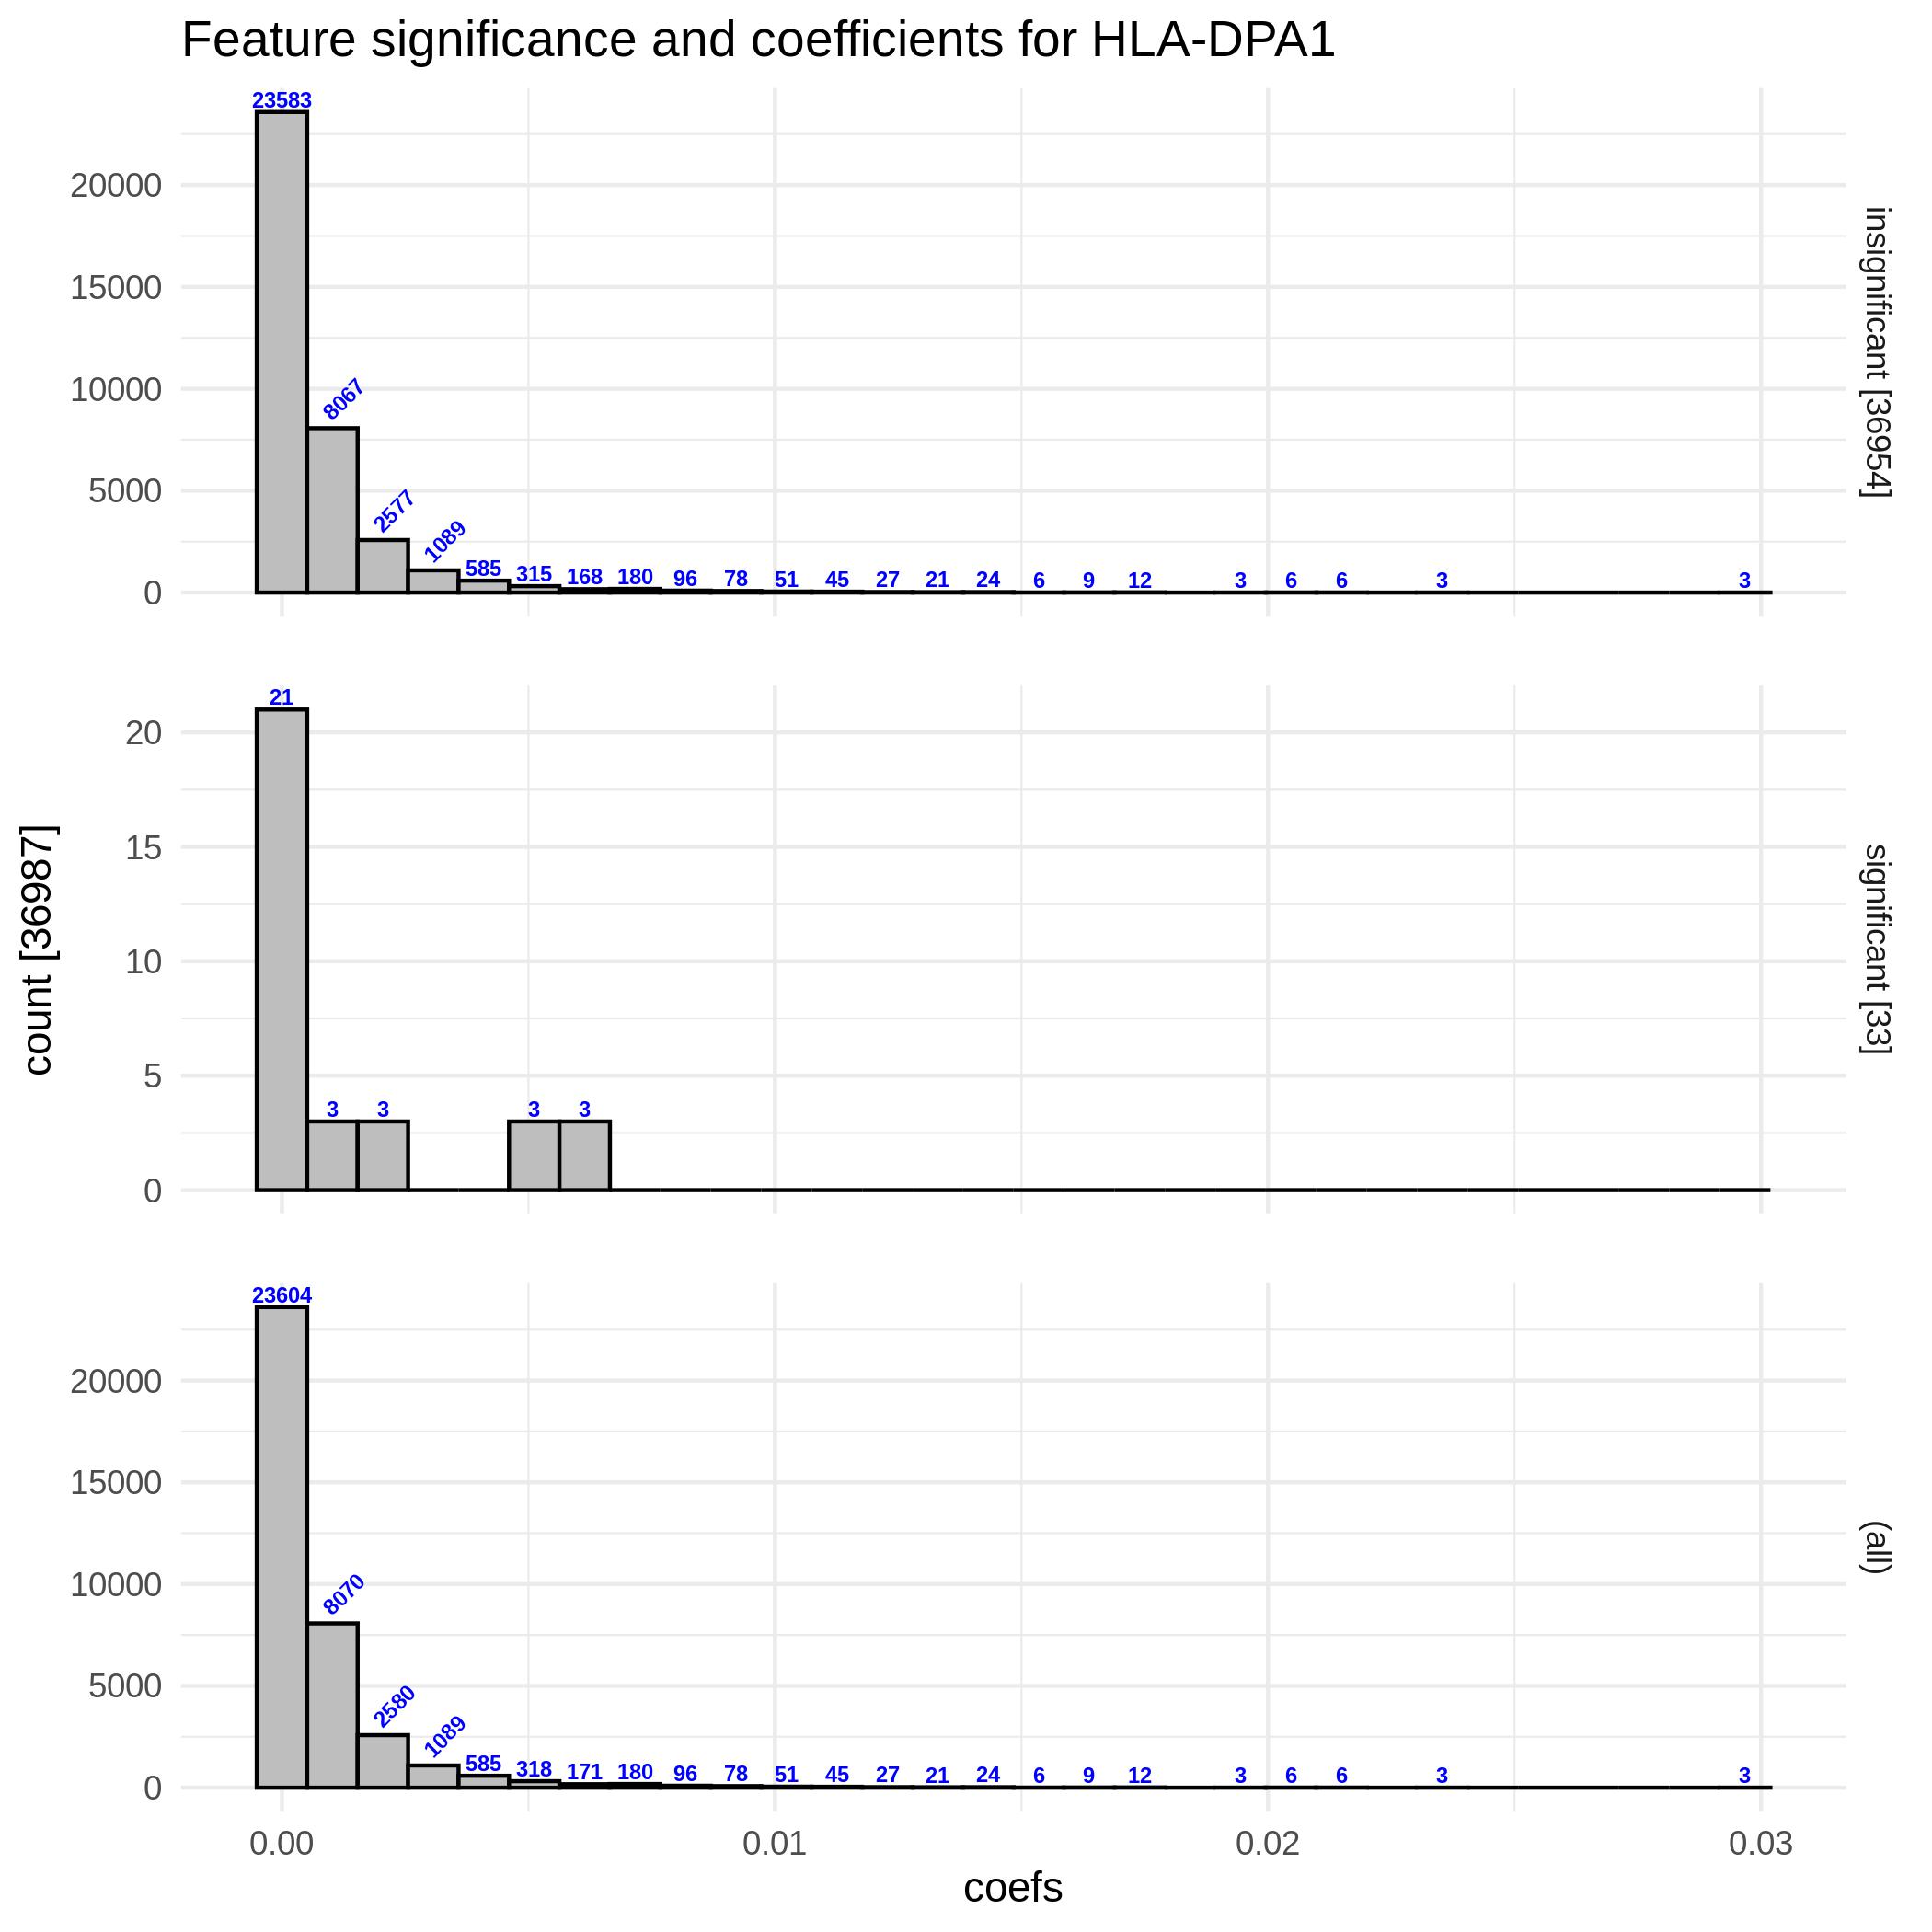 Feature significance and coefficients for HLA-DPA1
count [36987]
20000
15000
10000
5000
0
23583
8067
2577
1089
585 315 168 180 96 78 51 45 27 21 24 6 9 12 3 6 6 3 3
insignificant [36954]
20
15
10
5
0
21
3 3 3 3
significant [33]
20000
15000
10000
5000
0
23604
8070
2580
1089
585 318 171 180 96 78 51 45 27 21 24 6 9 12 3 6 6 3 3
(all)
0.00 0.01 0.02 0.03
coefs